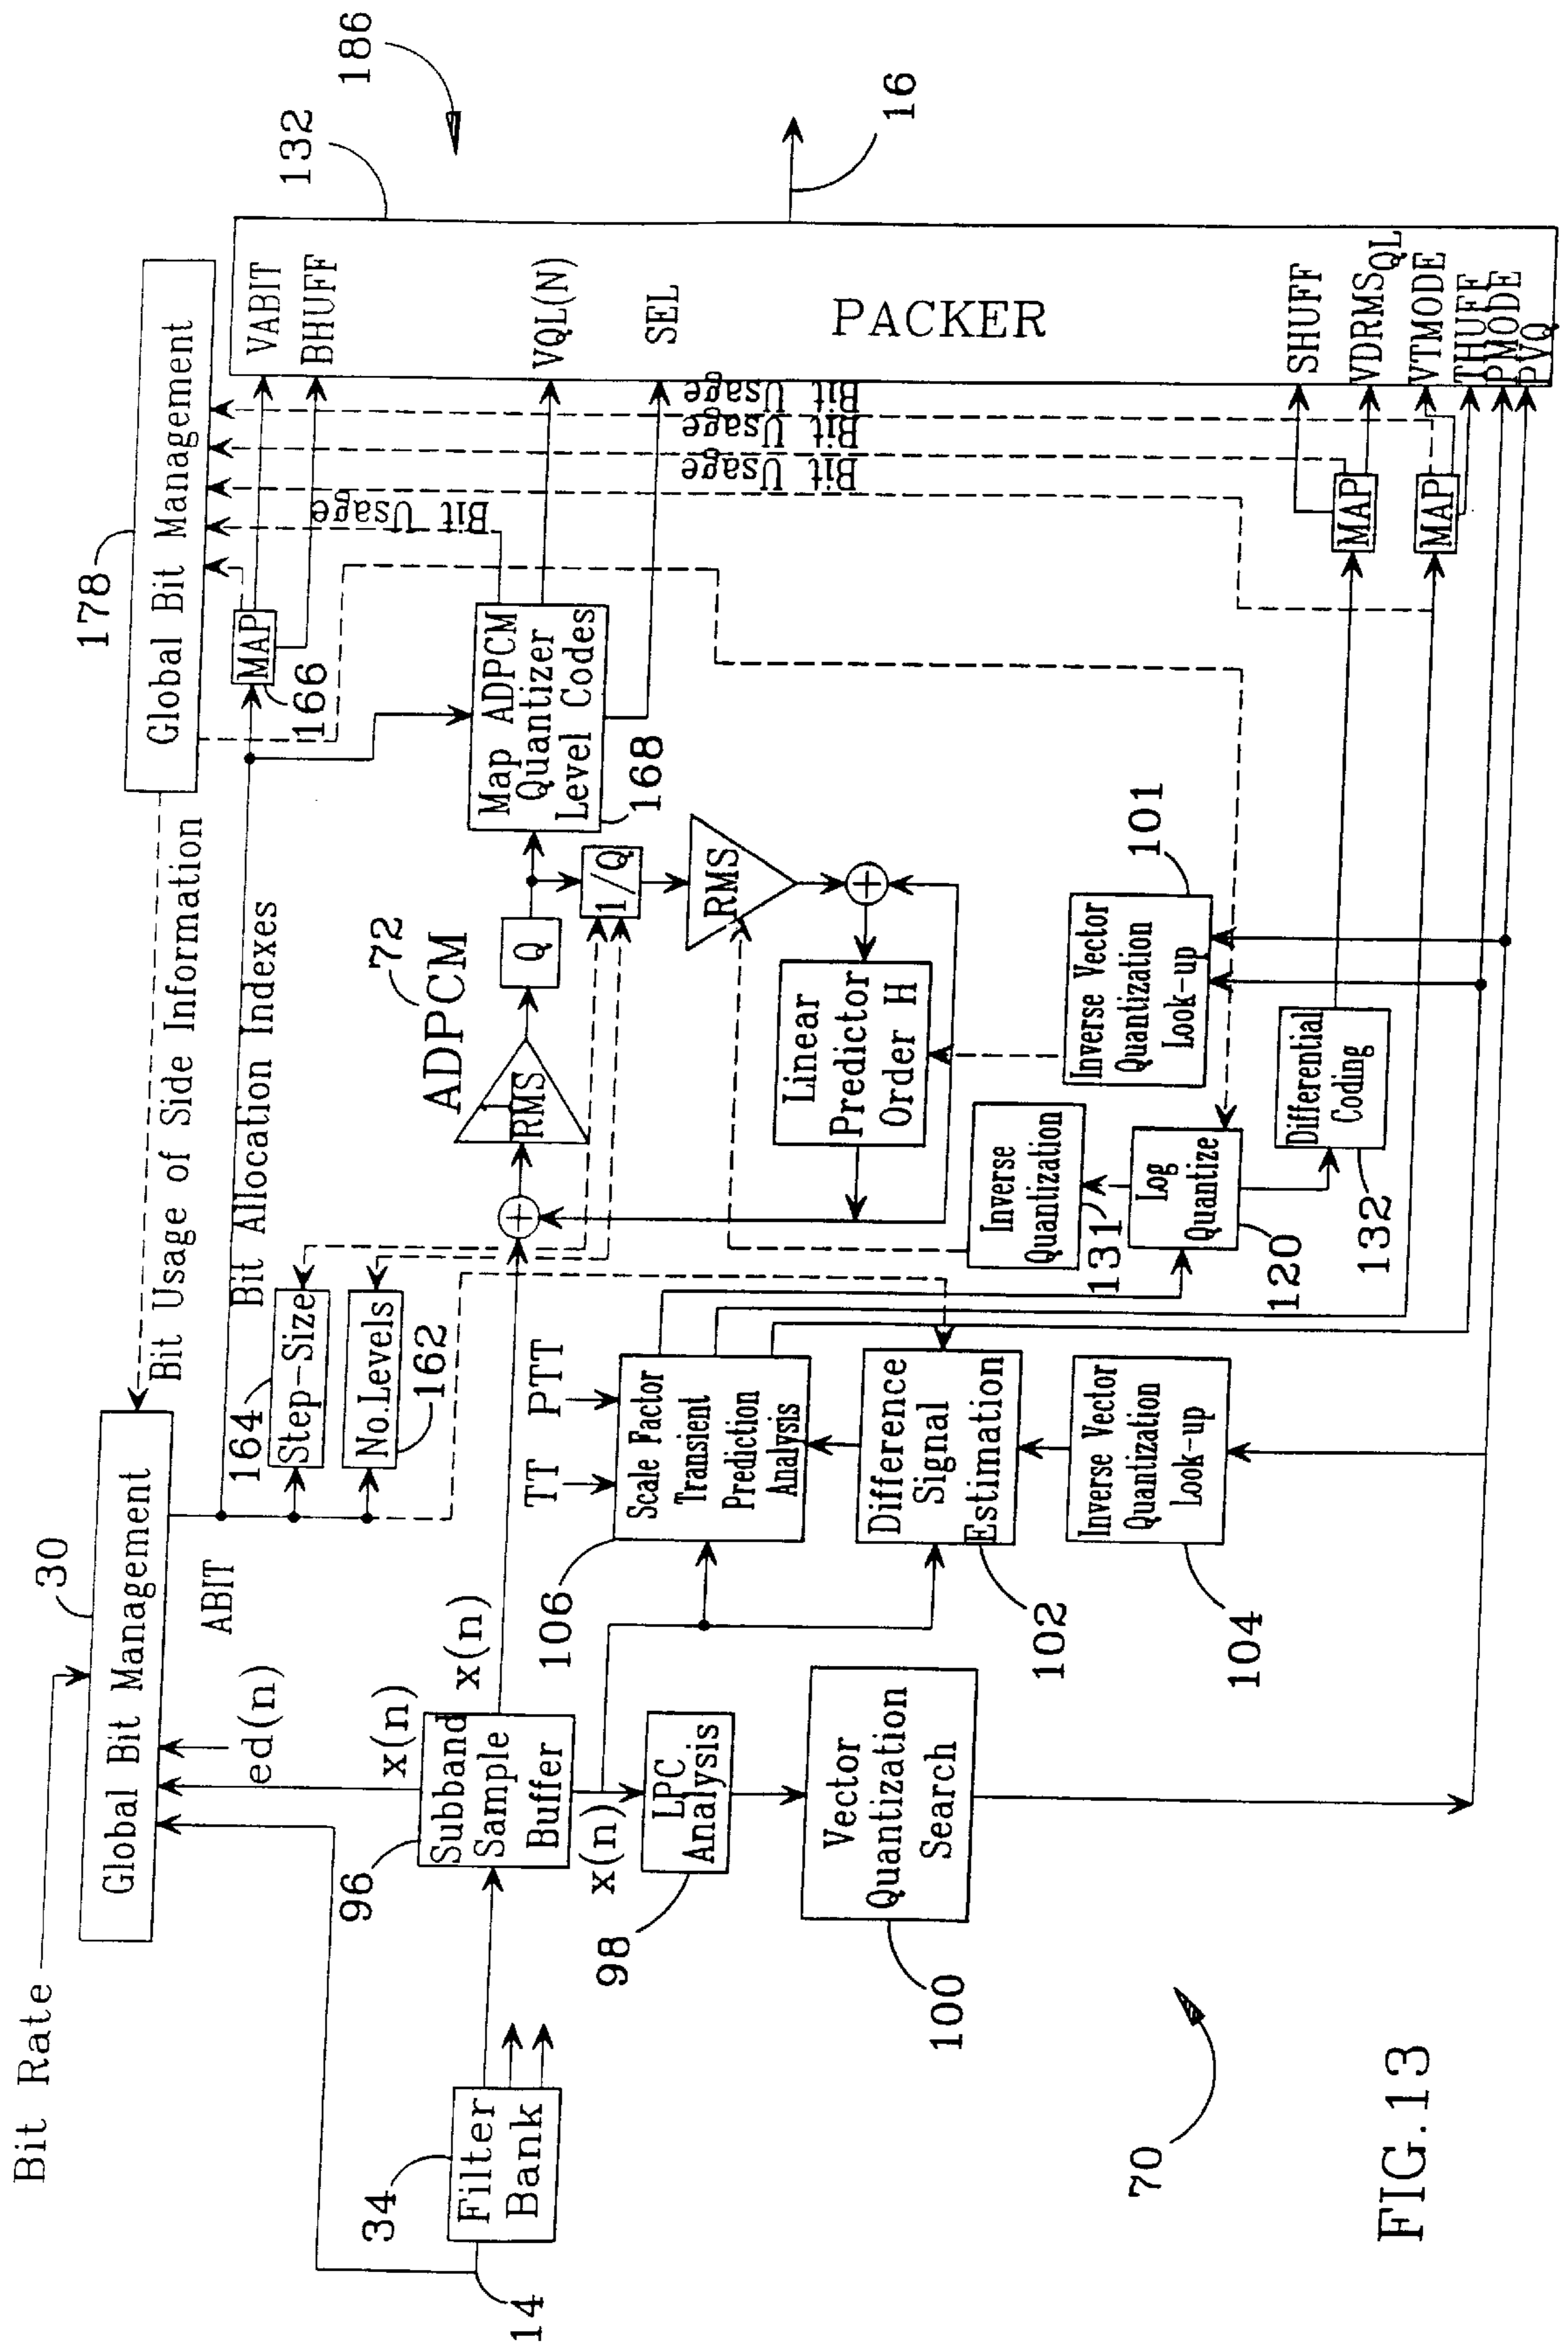 Bit Rate
30
Global Bit Management
178
Global Bit Management
186
132
Bit Usage of Side Information
ABIT
ed(n)
Bit Allocation Indexes
MAP
166
VABIT
BHUFF
164
Step-Size
No.Levels
162
72
ADPCM
1
RMS
Q
1/Q
Map ADPCM
Quantizer
Level Codes
168
Bit Usage
Bit Usage
Bit Usage
Bit Usage
VQL(N)
SEL
PACKER
16
14
34
Filter
Bank
96
Subband
Sample
Buffer
x(n)
x(n)
x(n)
TT
PTT
RMS
Linear
Predictor
Order H
98
LPC
Analysis
106
Scale Factor
Transient
Prediction
Analysis
100
Vector
Quantization
Search
102
Difference
Signal
Estimation
104
Inverse Vector
Quantization
Look-up
Inverse
Quantization
131
Log
Quantize
120
Inverse Vector
Quantization
Look-up
101
Differential
Coding
132
MAP
MAP
SHUFF
VDRMSQL
VTMODE
THUFF
PMODE
PVQ
70
FIG.13